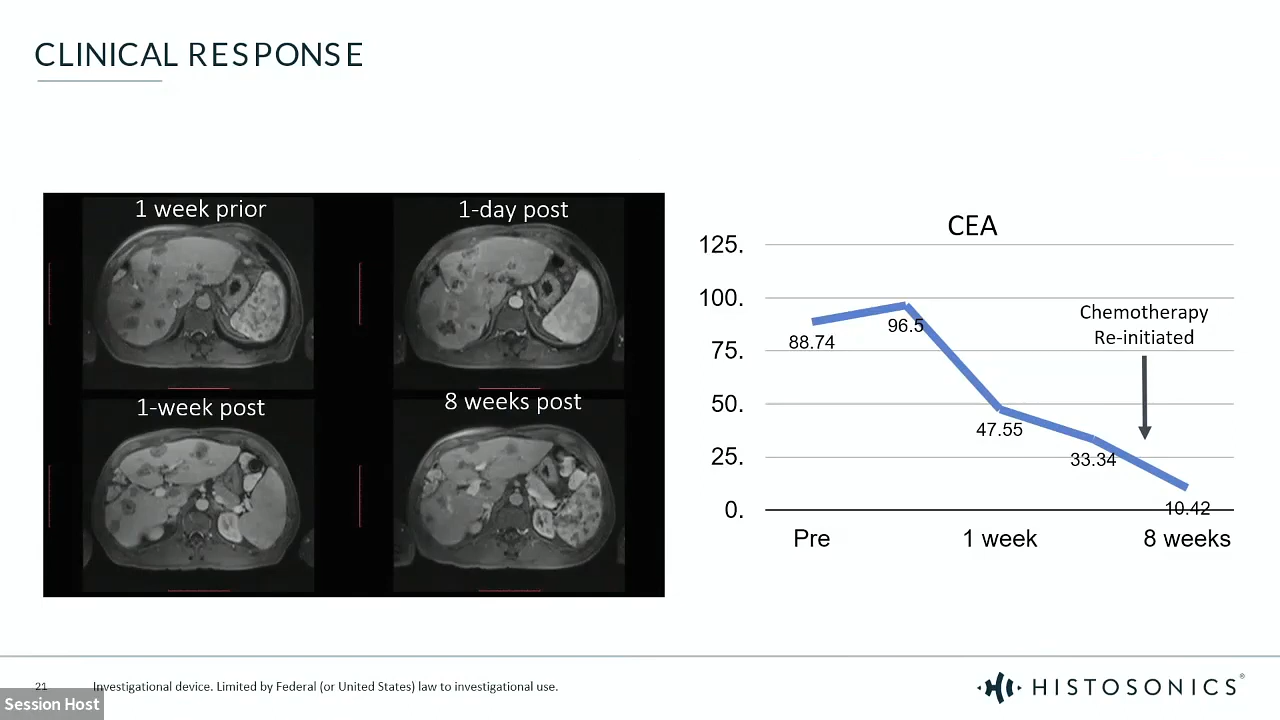 CLINICAL RESPONSE
1 week prior
1-day post
1-week post
8 weeks post
CEA
125.
100.
75.
50.
25.
0.
88.74
96.5
47.55
33.34
10.42
Chemotherapy
Re-initiated
Pre
1 week
8 weeks
21
Investigational device. Limited by Federal (or United States) law to investigational use.
Session Host
HISTOSONICS®